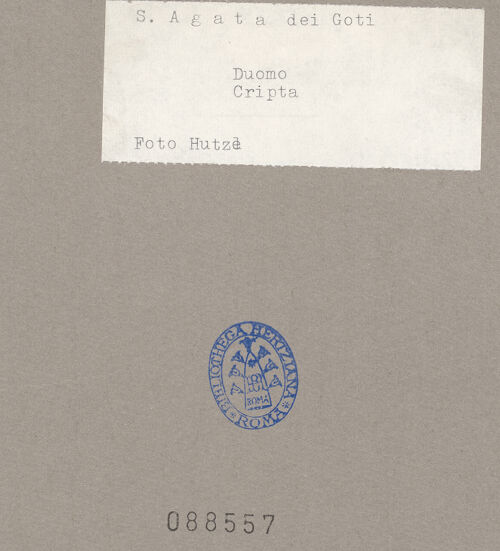 S. A g a t a dei Goti
Duomo
Cripta
Foto Hutzel
BIBLIOTHECA HERTZIANA
ROMA
* ROMA *
088557